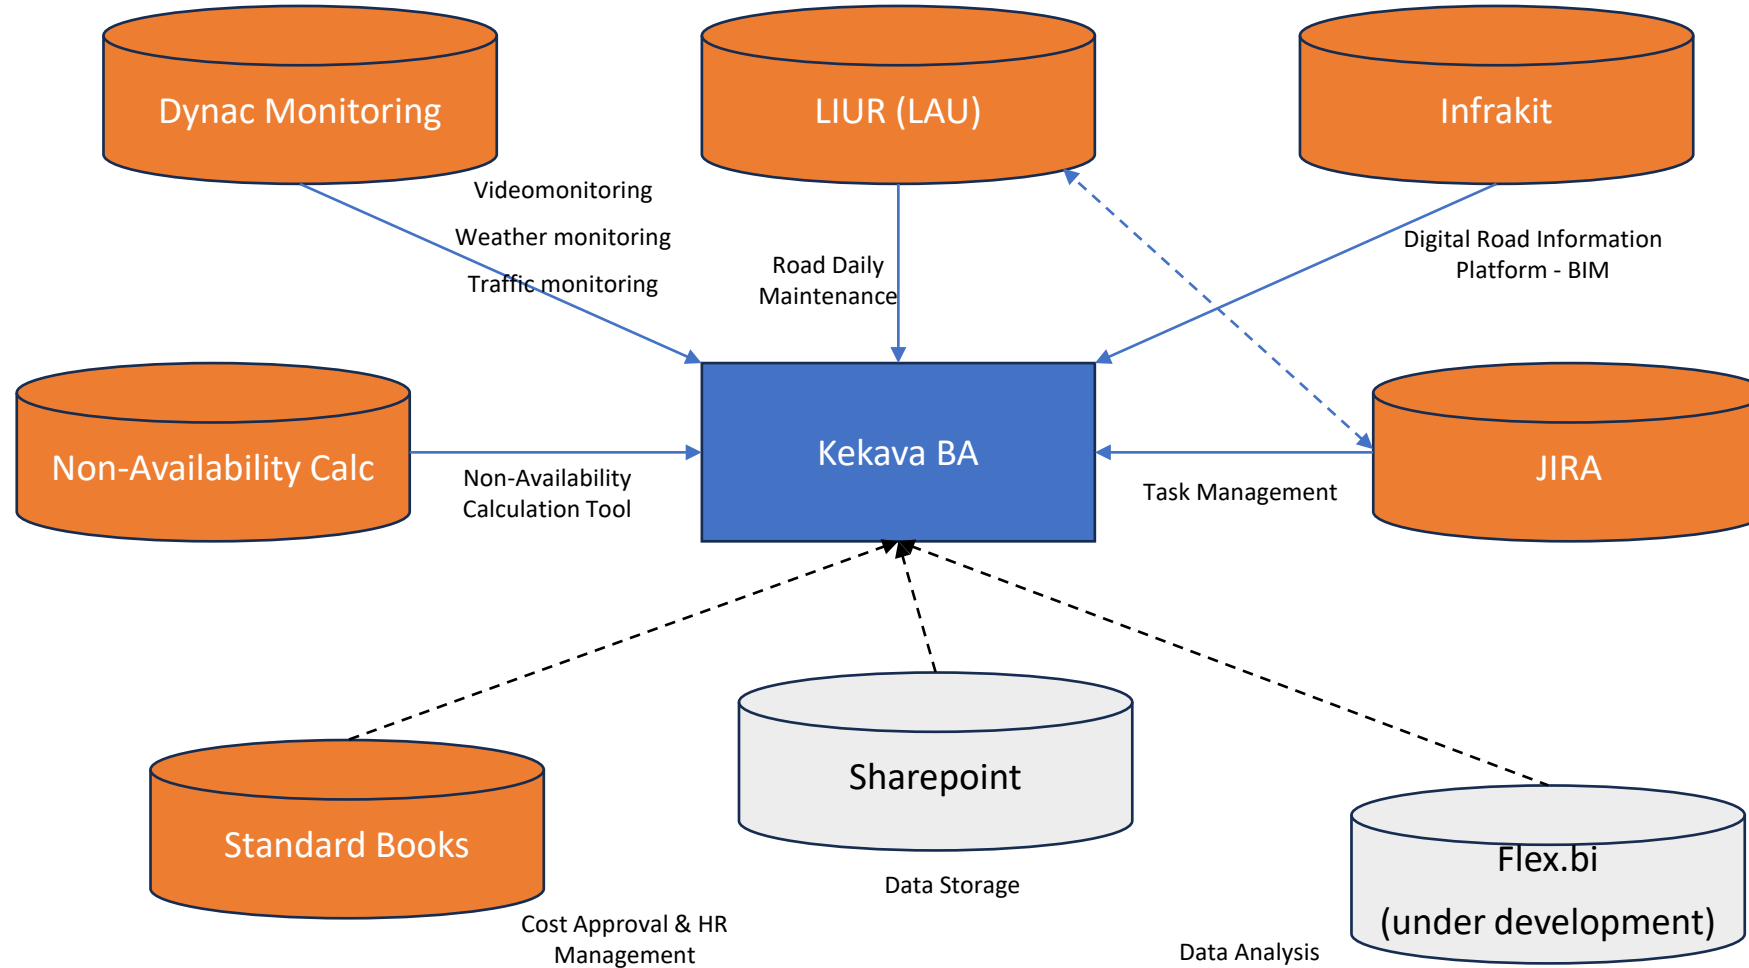 Dynac Monitoring
LIUR (LAU)
Infrakit
Videomonitoring
Weather monitoring
Traffic monitoring
Road Daily
Maintenance
Digital Road Information
Platform - BIM
Non-Availability Calc
Non-Availability
Calculation Tool
Kekava BA
Task Management
JIRA
Standard Books
Cost Approval & HR
Management
Sharepoint
Data Storage
Flex.bi
(under development)
Data Analysis